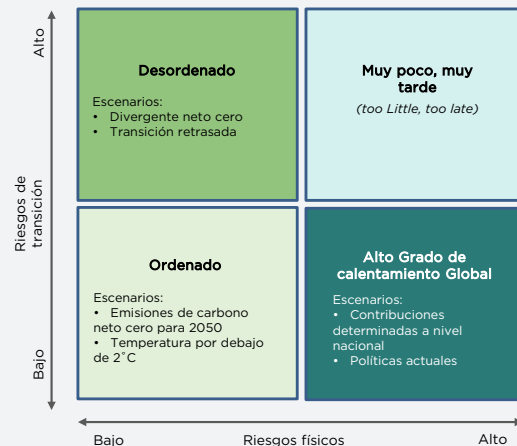 Alto
Riesgos de
transición
Bajo
Desordenado
Escenarios:
• Divergente neto cero
• Transición retrasada
Muy poco, muy
tarde
(too Little, too late)
Ordenado
Escenarios:
• Emisiones de carbono
neto cero para 2050
• Temperatura por debajo
de 2°C
Alto Grado de
calentamiento Global
Escenarios:
• Contribuciones
determinadas a nivel
nacional
• Políticas actuales
Bajo
Riesgos físicos
Alto